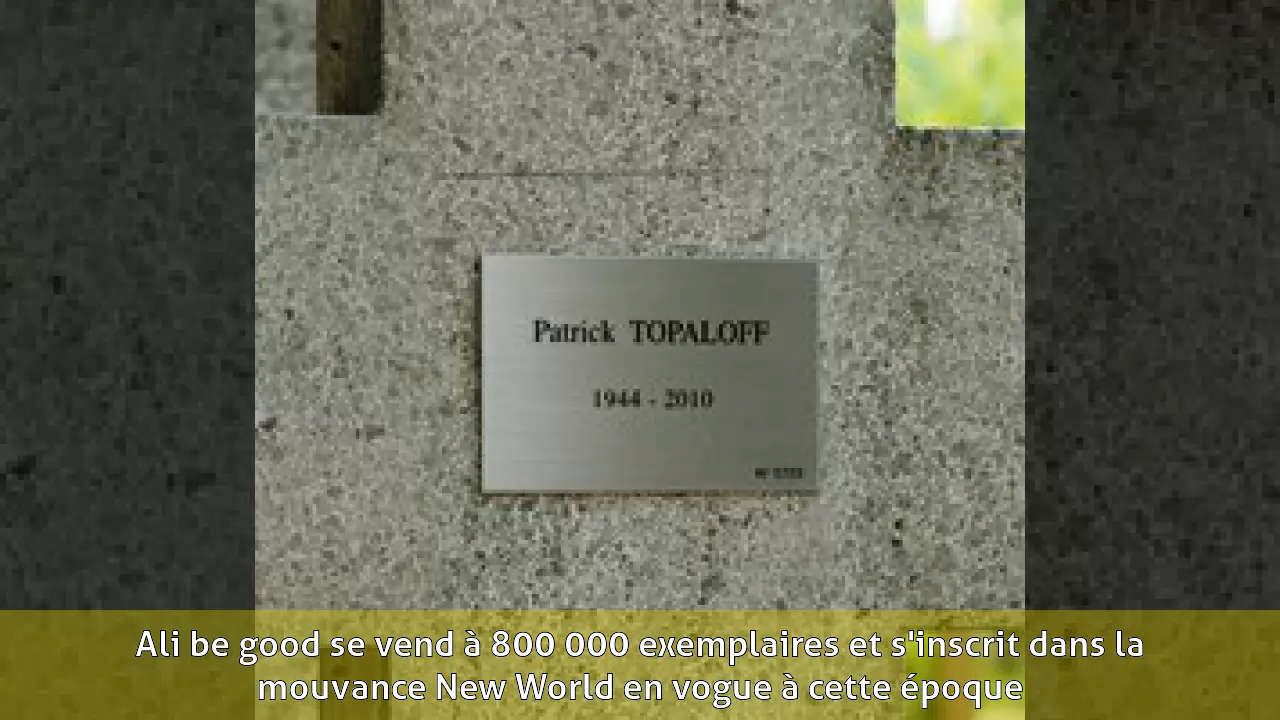 Patrick TOPALOFF
1944 - 2010
Ali be good se vend à 800 000 exemplaires et s'inscrit dans la
mouvance New World en vogue à cette époque